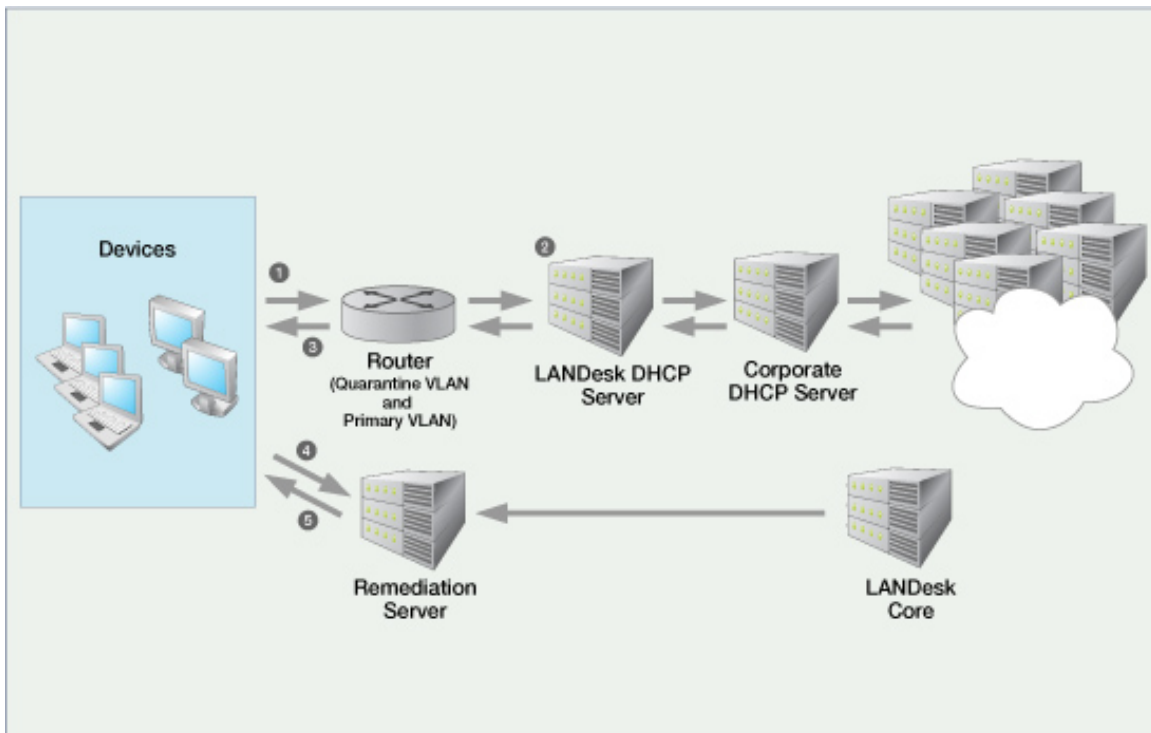 Devices
1
2
3
Router
(Quarantine VLAN
and
Primary VLAN)
LANDesk DHCP
Server
Corporate
DHCP Server
4
5
Remediation
Server
LANDesk
Core